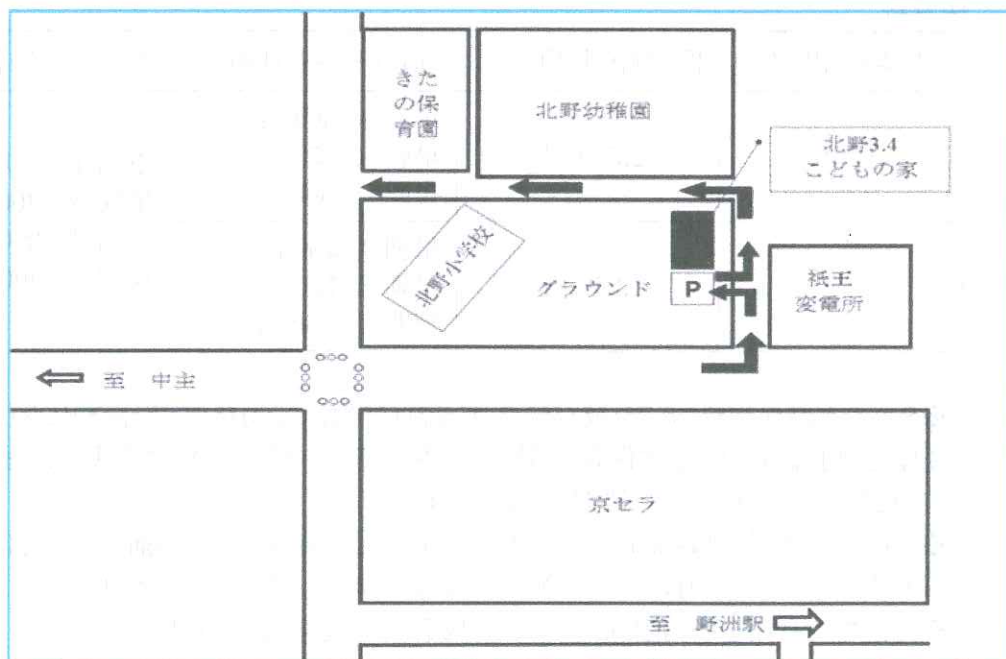 きた
の保
育園
北野幼稚園
北野3.4
こどもの家
北野小学校
グラウンド
P
祇王
変電所
至 中主
京セラ
至 野洲駅